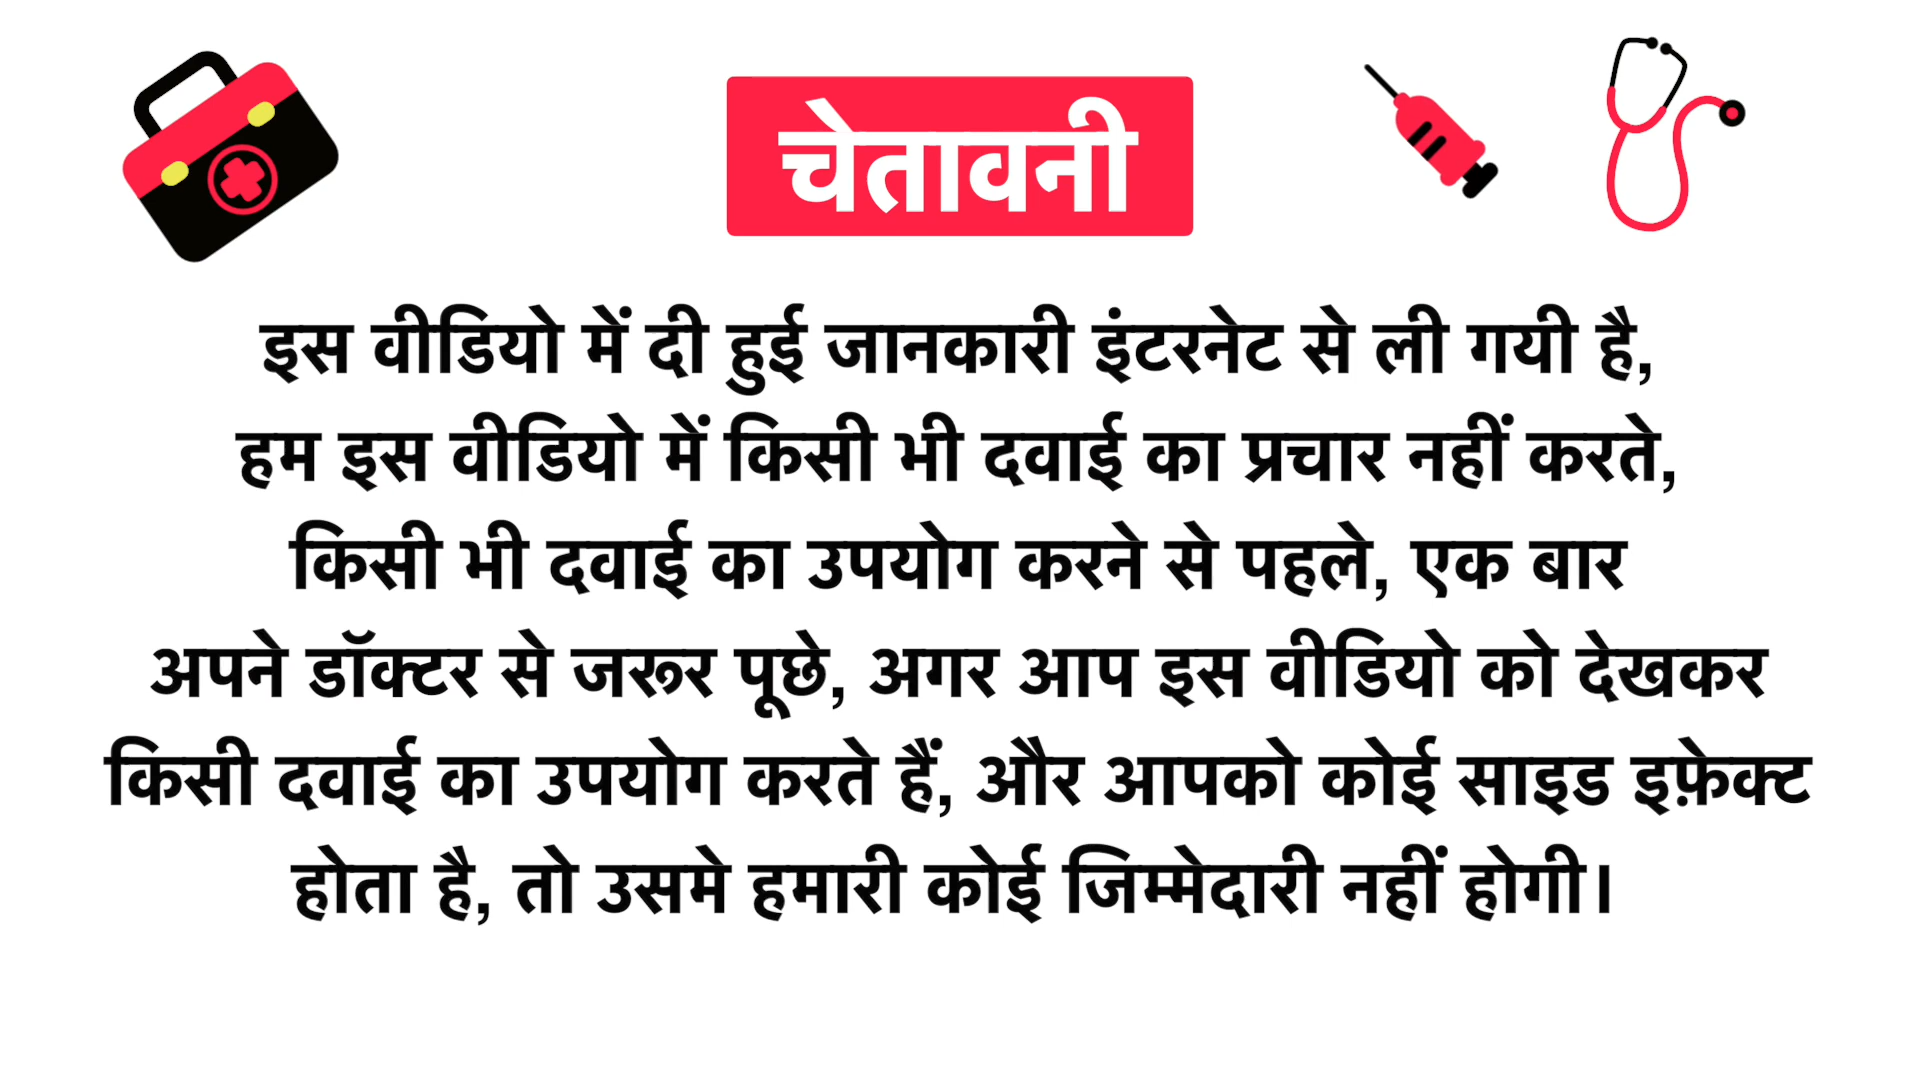 चेतावनी
इस वीडियो में दी हुई जानकारी इंटरनेट से ली गयी है,
हम इस वीडियो में किसी भी दवाई का प्रचार नहीं करते,
किसी भी दवाई का उपयोग करने से पहले, एक बार
अपने डॉक्टर से जरूर पूछे, अगर आप इस वीडियो को देखकर
किसी दवाई का उपयोग करते हैं, और आपको कोई साइड इफ़ेक्ट
होता है, तो उसमे हमारी कोई जिम्मेदारी नहीं होगी।